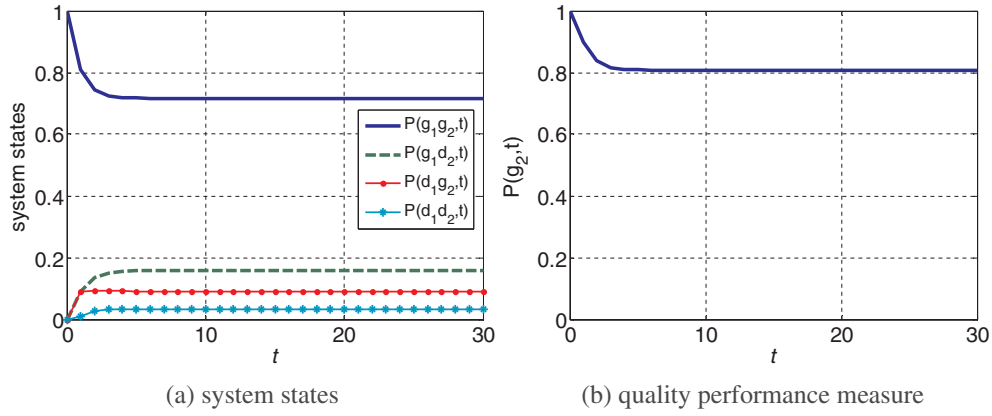 1
0.8
0.6
0.4
0.2
0
system states
0
10
20
30
t
P(g₁g₂,t)
P(g₁d₂,t)
P(d₁g₂,t)
P(d₁d₂,t)
(a) system states
1
0.8
0.6
0.4
0.2
0
P(g₂,t)
0
10
20
30
t
(b) quality performance measure